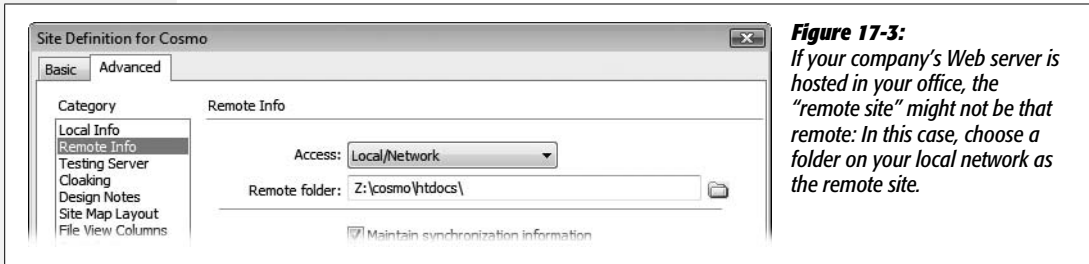 Site Definition for Cosmo
Basic
Advanced
Category
Local Info
Remote Info
Testing Server
Cloaking
Design Notes
Site Map Layout
File View Columns
Remote Info
Access:
Local/Network
Remote folder:
Z:\cosmo\htdocs\
Maintain synchronization information
Figure 17-3:
If your company's Web server is
hosted in your office, the
"remote site" might not be that
remote: In this case, choose a
folder on your local network as
the remote site.